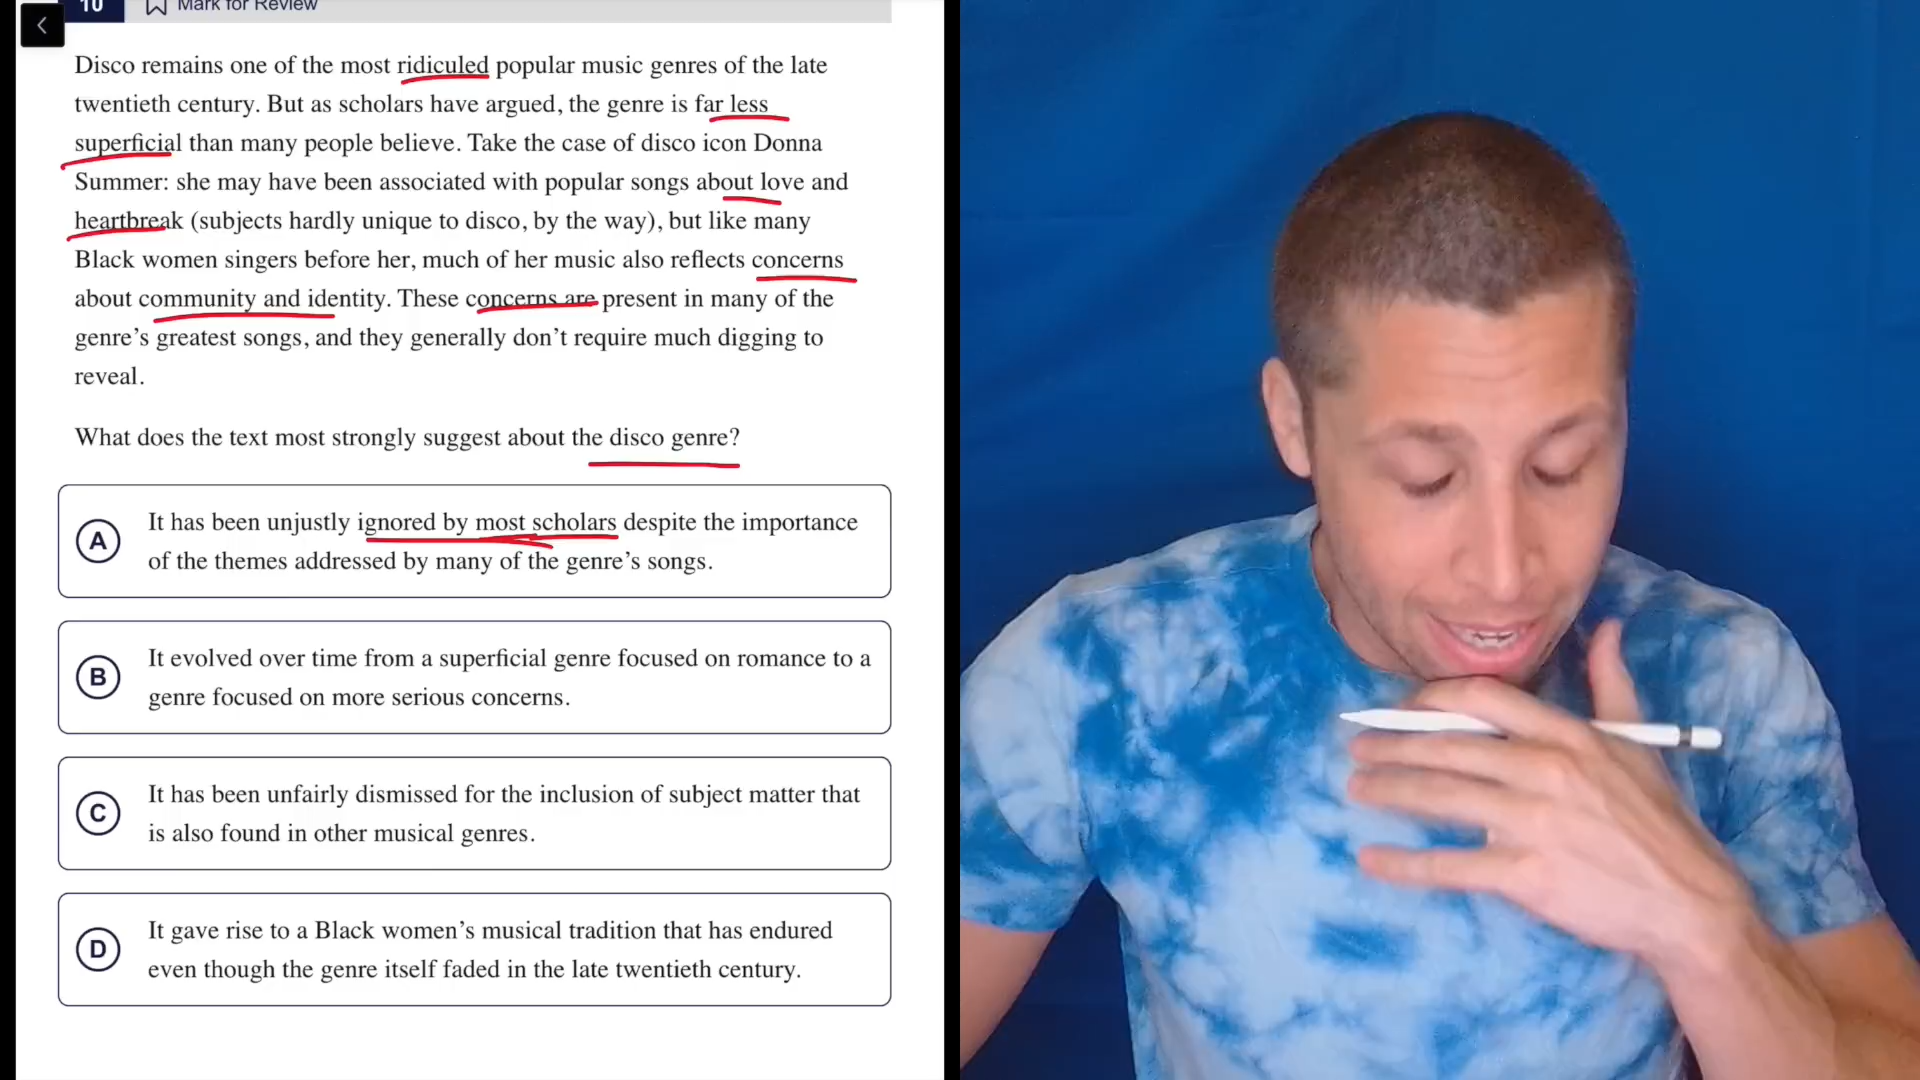 10 Mark for Review
Disco remains one of the most ridiculed popular music genres of the late
twentieth century. But as scholars have argued, the genre is far less
superficial than many people believe. Take the case of disco icon Donna
Summer: she may have been associated with popular songs about love and
heartbreak (subjects hardly unique to disco, by the way), but like many
Black women singers before her, much of her music also reflects concerns
about community and identity. These concerns are present in many of the
genre’s greatest songs, and they generally don’t require much digging to
reveal.
What does the text most strongly suggest about the disco genre?
A It has been unjustly ignored by most scholars despite the importance
of the themes addressed by many of the genre’s songs.
B It evolved over time from a superficial genre focused on romance to a
genre focused on more serious concerns.
C It has been unfairly dismissed for the inclusion of subject matter that
is also found in other musical genres.
D It gave rise to a Black women’s musical tradition that has endured
even though the genre itself faded in the late twentieth century.